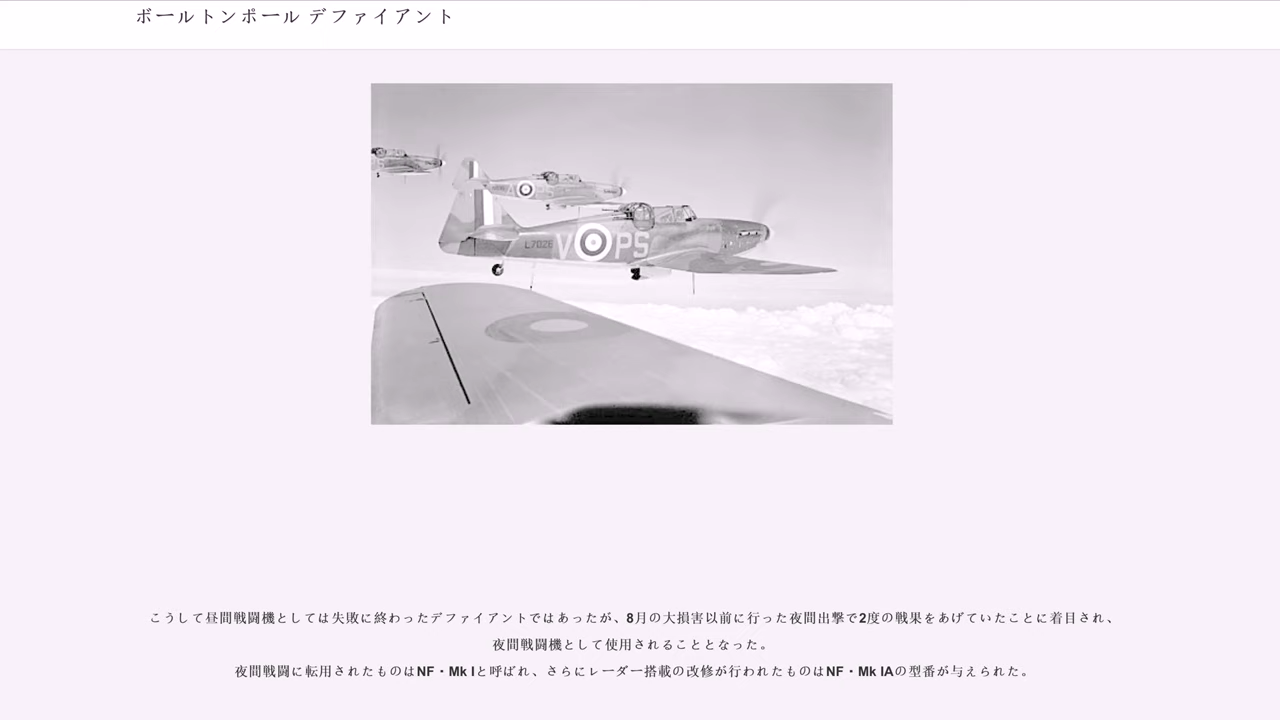 ボールトンポール デファイアント
L7026 V PS
こうして昼間戦闘機としては失敗に終わったデファイアントではあったが、8月の大損害以前に行った夜間出撃で2度の戦果をあげていたことに着目され、
夜間戦闘機として使用されることとなった。
夜間戦闘に転用されたものはNF・Mk Iと呼ばれ、さらにレーダー搭載の改修が行われたものはNF・Mk IAの型番が与えられた。